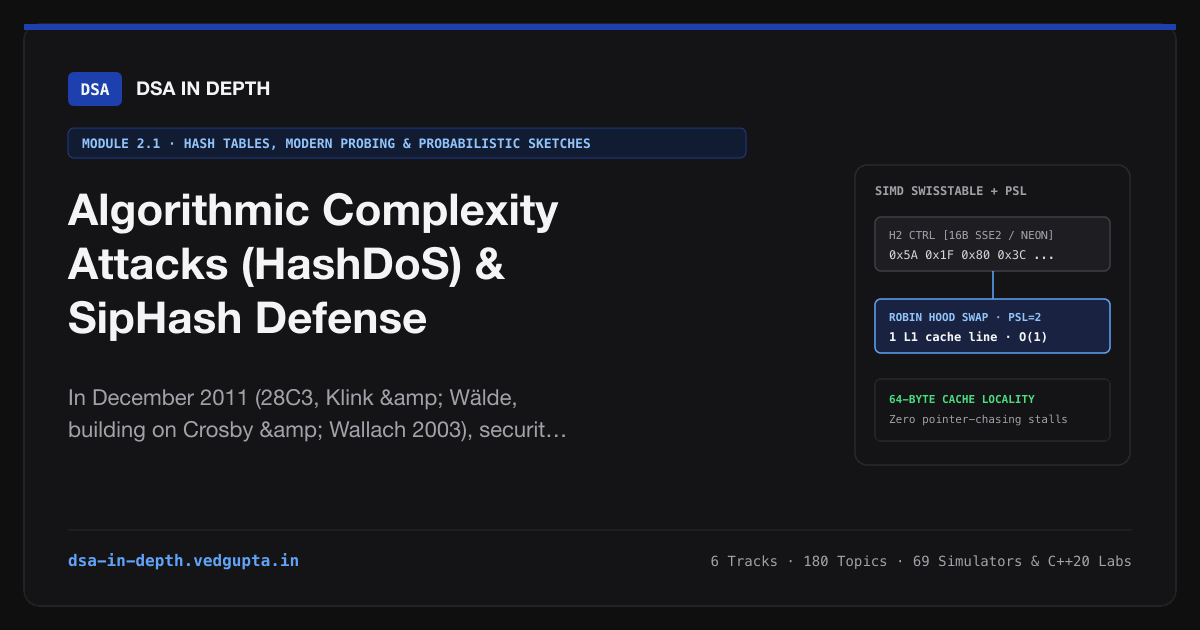 DSA
DSA IN DEPTH
MODULE 2.1 · HASH TABLES, MODERN PROBING & PROBABILISTIC SKETCHES
Algorithmic Complexity
Attacks (HashDoS) &
SipHash Defense
In December 2011 (28C3, Klink &amp; Wälde,
building on Crosby &amp; Wallach 2003), securit…
SIMD SWISSTABLE + PSL
H2 CTRL [16B SSE2 / NEON]
0x5A 0x1F 0x80 0x3C ...
ROBIN HOOD SWAP · PSL=2
1 L1 cache line · O(1)
64-BYTE CACHE LOCALITY
Zero pointer-chasing stalls
dsa-in-depth.vedgupta.in
6 Tracks · 180 Topics · 69 Simulators & C++20 Labs